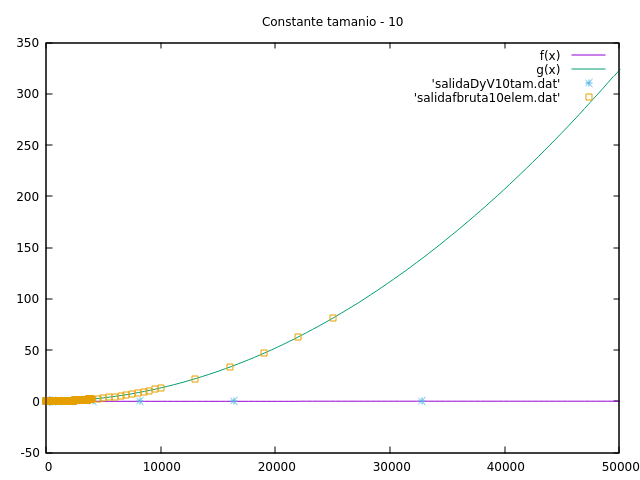 Constante tamanio - 10
f(x)
g(x)
'salidaDyV10tam.dat'
'salidafbruta10elem.dat'
350
300
250
200
150
100
50
0
-50
0 10000 20000 30000 40000 50000